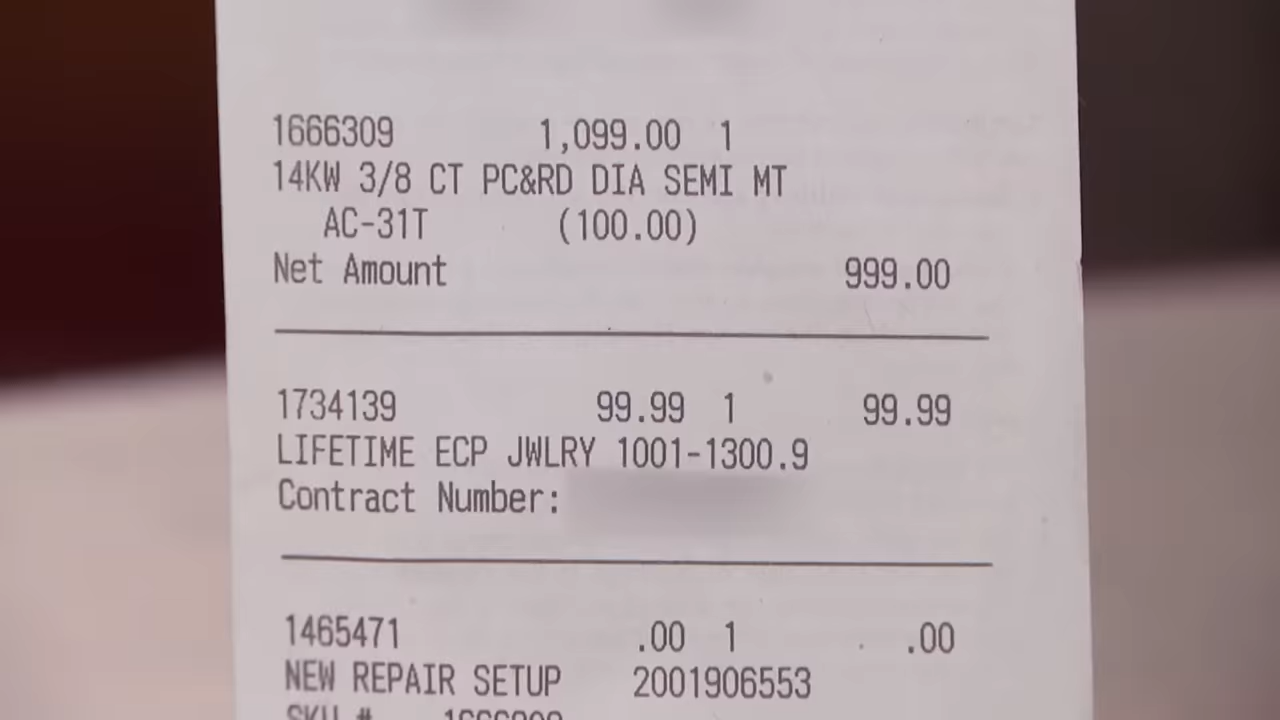 1666309 1,099.00 1
14KW 3/8 CT PC&RD DIA SEMI MT
AC-31T (100.00)
Net Amount 999.00
1734139 99.99 1 99.99
LIFETIME ECP JWLRY 1001-1300.9
Contract Number:
1465471 .00 1 .00
NEW REPAIR SETUP 2001906553
SKU #